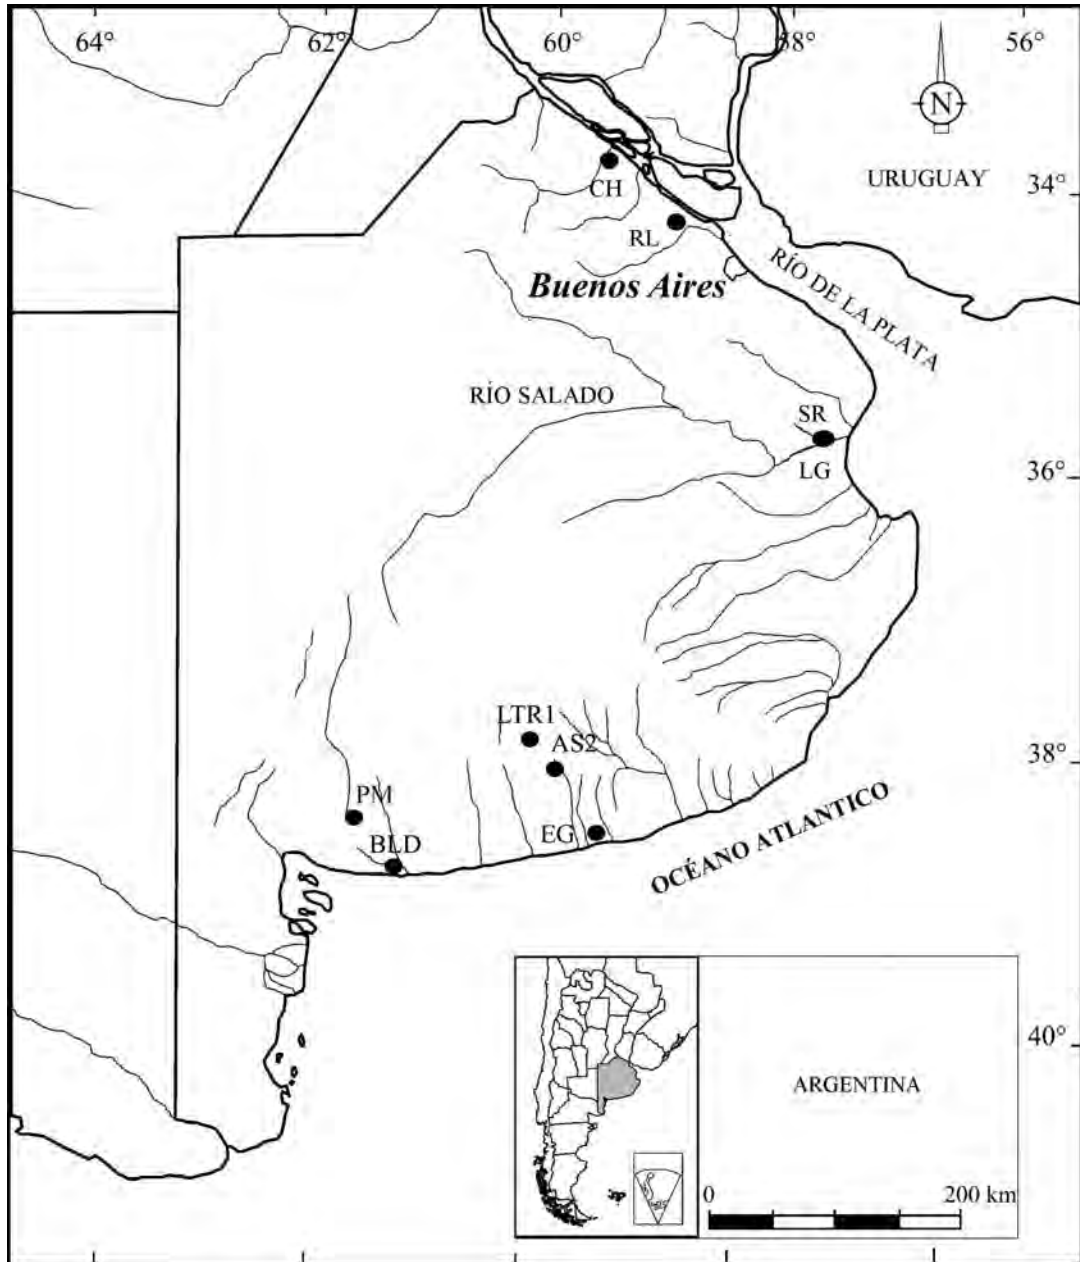 64° 62° 60° 58° 56°
N
URUGUAY
34°
CH
RL
RÍO DE LA PLATA
Buenos Aires
RÍO SALADO
SR
LG
36°
LTR1
AS2
38°
PM
BLD
EG
OCÉANO ATLANTICO
40°
ARGENTINA
0 200 km